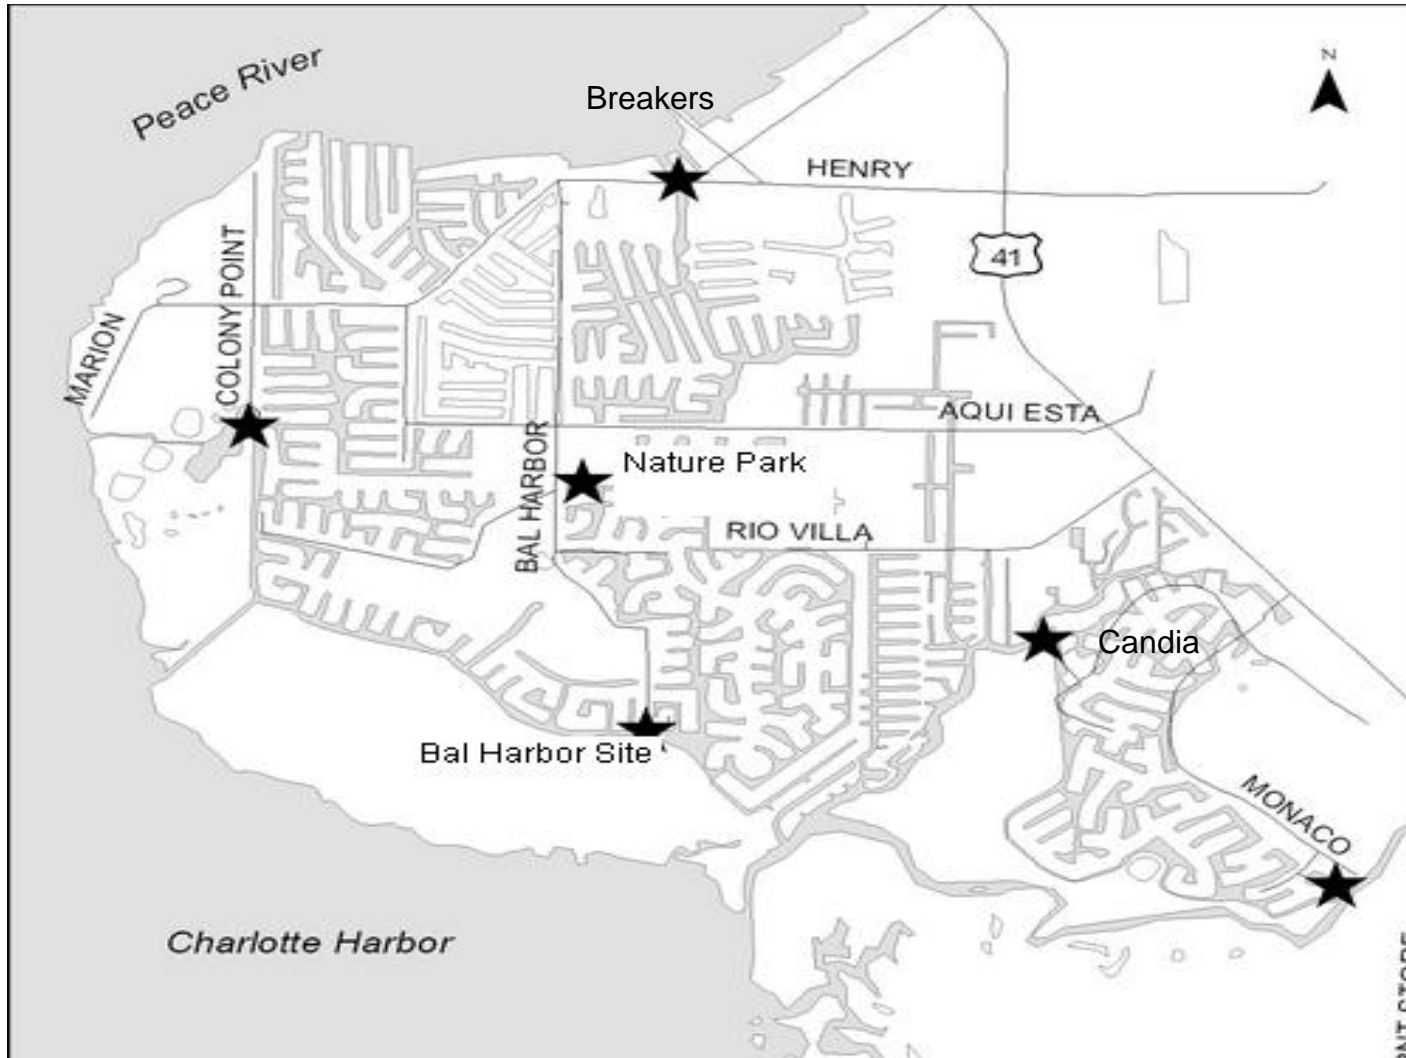 N
Peace River
Breakers
HENRY
COLONY POINT
41
MARION
AQUI ESTA
BAL HARBOR
Nature Park
RIO VILLA
Candia
Bal Harbor Site
MONACO
Charlotte Harbor